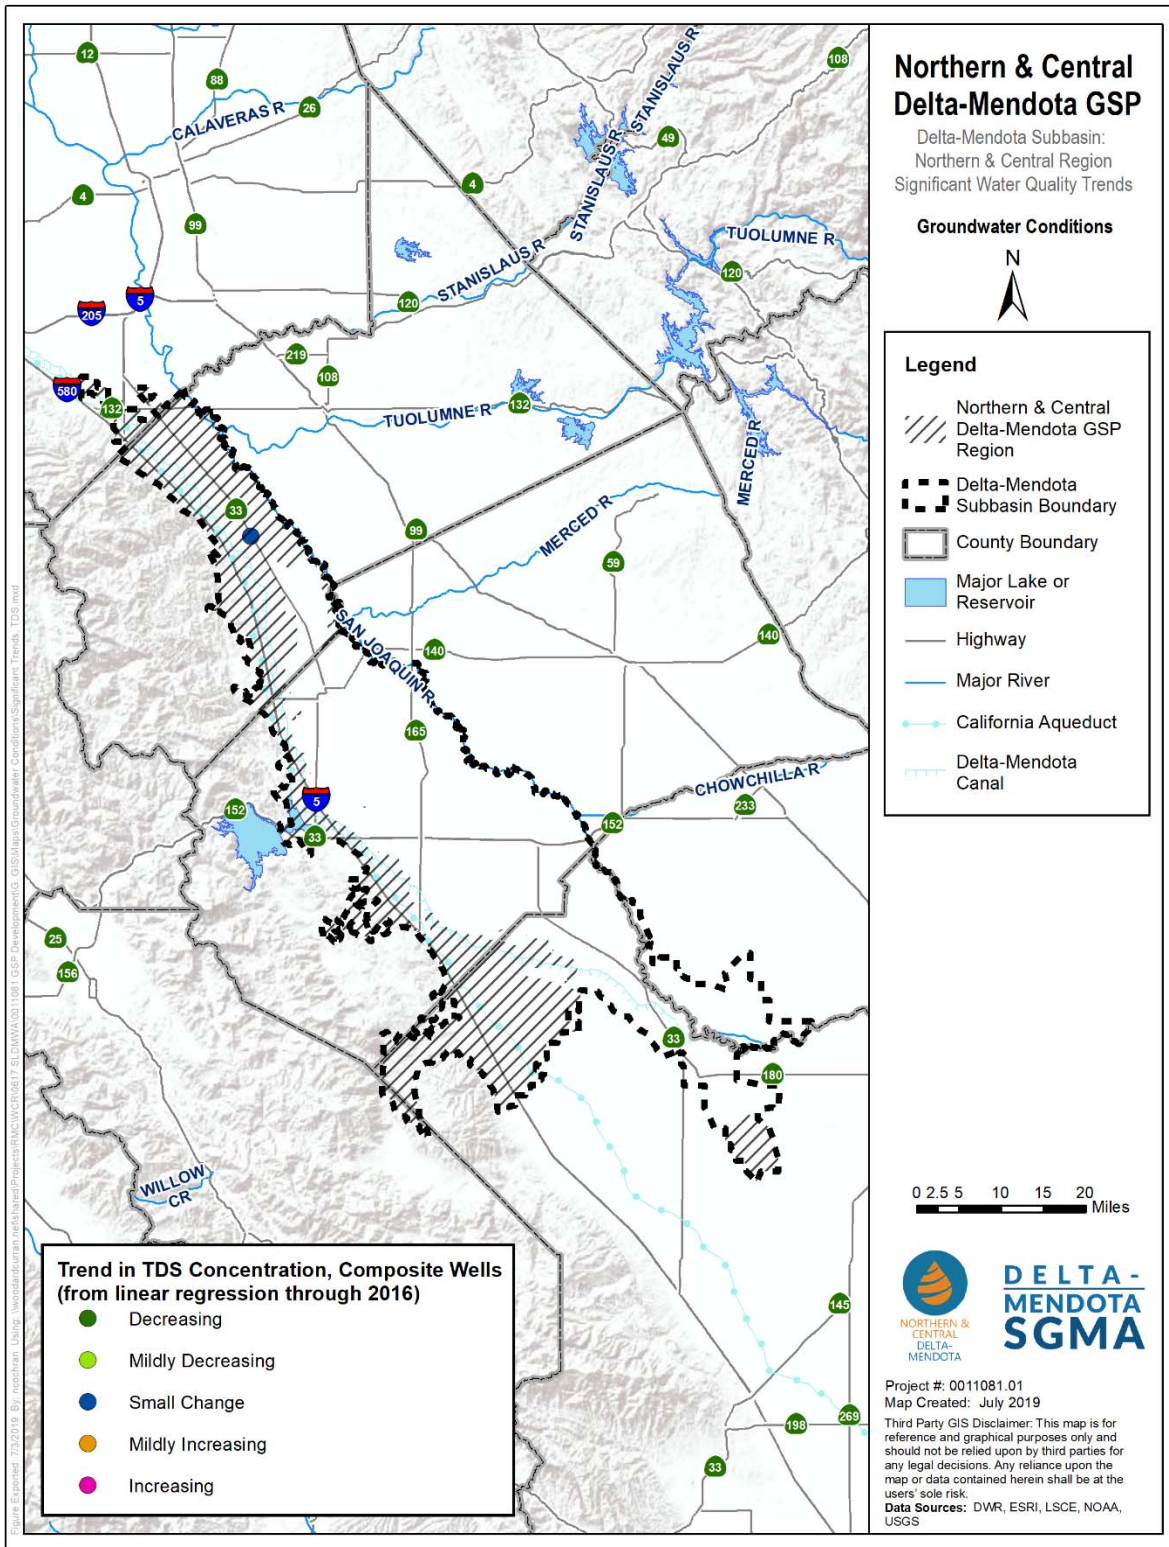 Northern & Central
Delta-Mendota GSP
Delta-Mendota Subbasin:
Northern & Central Region
Significant Water Quality Trends
Groundwater Conditions
N
Legend
Northern & Central
Delta-Mendota GSP
Region
Delta-Mendota
Subbasin Boundary
County Boundary
Major Lake or
Reservoir
Highway
Major River
California Aqueduct
Delta-Mendota
Canal
0 2.5 5 10 15 20
Miles
NORTHERN &
CENTRAL
DELTA-
MENDOTA
DELTA-
MENDOTA
SGMA
Project #: 0011081.01
Map Created: July 2019
Third Party GIS Disclaimer: This map is for
reference and graphical purposes only and
should not be relied upon by third parties for
any legal decisions. Any reliance upon the
map or data contained herein shall be at the
users' sole risk.
Data Sources: DWR, ESRI, LSCE, NOAA,
USGS
12
88
26
108
CALAVERAS R
STANISLAUS R
49
4
4
99
STANISLAUS R
TUOLUMNE R
120
STANISLAUS R
5
205
120
219
108
580
132
TUOLUMNE R
132
MERCED R
33
99
MERCED R
59
SAN JOAQUIN R
140
140
165
CHOWCHILLA R
233
5
152
33
152
25
156
33
180
WILLOW
CR
145
198
269
33
Trend in TDS Concentration, Composite Wells
(from linear regression through 2016)
Decreasing
Mildly Decreasing
Small Change
Mildly Increasing
Increasing